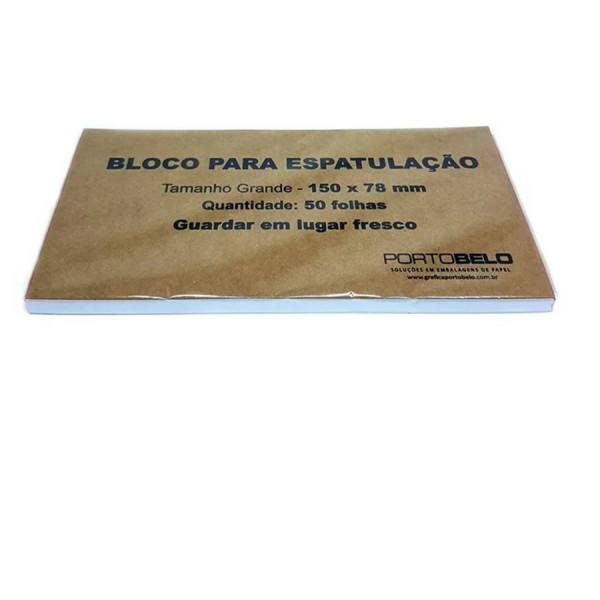 BLOCO PARA ESPATULAÇÃO
Tamanho Grande - 150 x 78 mm
Quantidade: 50 folhas
Guardar em lugar fresco
PORTOBELO
SOLUÇÕES EM EMBALAGENS DE PAPEL
www.graficaportobelo.com.br